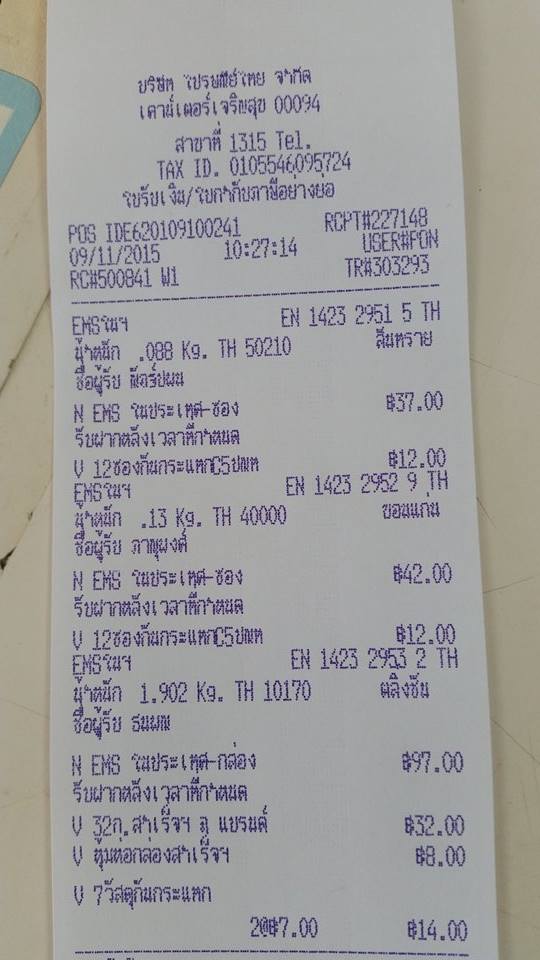 บริษัท ไปรษณีย์ไทย จำกัด
เคาน์เตอร์เจริญสุข 00094
สาขาที่ 1315 Tel.
TAX ID. 0105546095724
ใบรับเงิน/ใบกำกับภาษีอย่างย่อ
POS IDE620109100241 RCPT#227148
09/11/2015 10:27:14 USER#PON
RC#500841 W1 TR#303293
EMSในฯ EN 1423 2951 5 TH
น้ำหนัก .088 Kg. TH 50210 สันทราย
ชื่อผู้รับ
N EMS ในประเทศ-ซอง ฿37.00
รับฝากหลังเวลาที่กำหนด
V 12ซองกันกระแทกC5ปณท ฿12.00
EMSในฯ EN 1423 2952 9 TH
น้ำหนัก .13 Kg. TH 40000 ขอนแก่น
ชื่อผู้รับ ภาณุพงศ์
N EMS ในประเทศ-ซอง ฿42.00
รับฝากหลังเวลาที่กำหนด
V 12ซองกันกระแทกC5ปณท ฿12.00
EMSในฯ EN 1423 2953 2 TH
น้ำหนัก 1.902 Kg. TH 10170 ตลิ่งชัน
ชื่อผู้รับ ธนพณ
N EMS ในประเทศ-กล่อง ฿97.00
รับฝากหลังเวลาที่กำหนด
V 32ก.สำเร็จฯ ลุ แบรนด์ ฿32.00
V หุ้มห่อกล่องสำเร็จฯ ฿8.00
V 7วัสดุกันกระแทก
2@฿7.00 ฿14.00